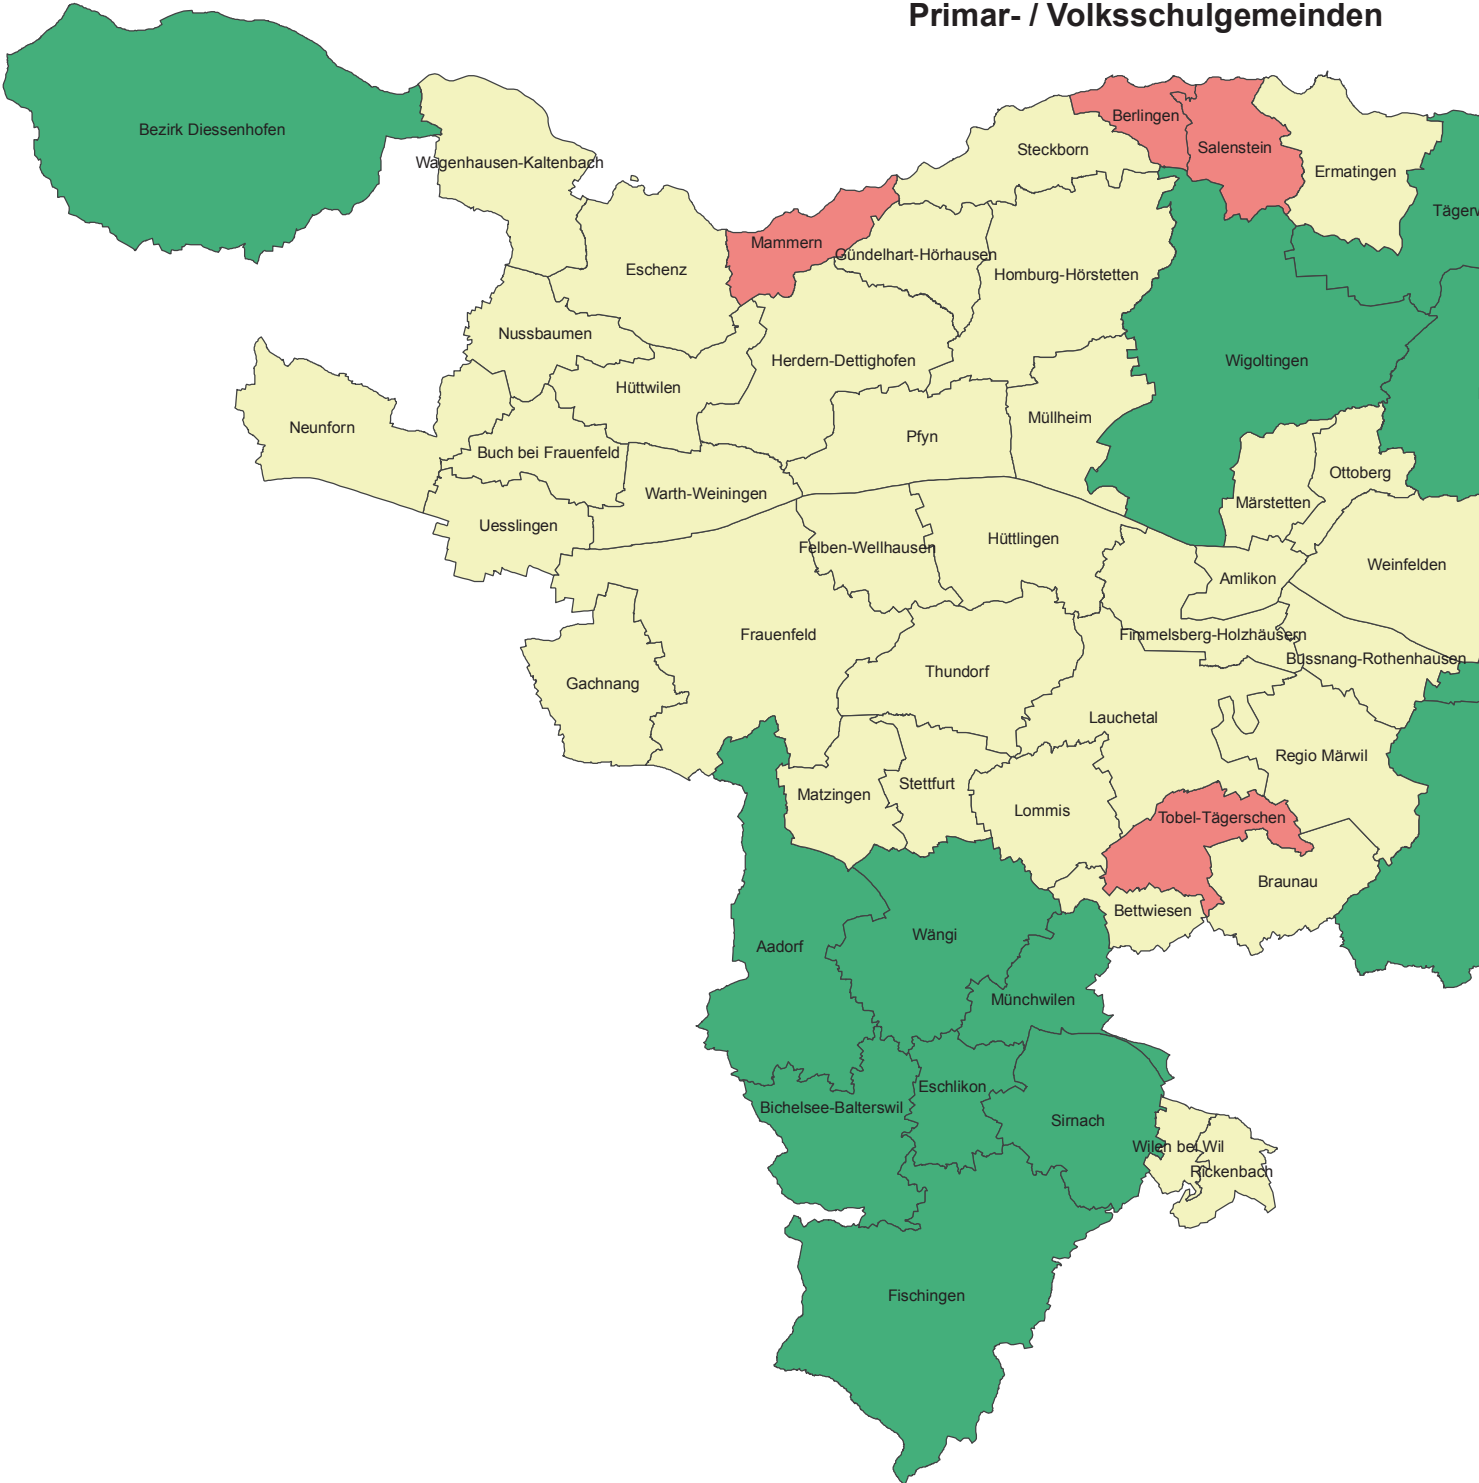 Primar- / Volksschulgemeinden
Bezirk Diessenhofen
Wagenhausen-Kaltenbach
Berlingen
Salenstein
Steckborn
Ermatingen
Mammern
Gündelhart-Hörhausen
Eschenz
Homburg-Hörstetten
Nussbaumen
Herdern-Dettighofen
Wigoltingen
Hüttwilen
Neunforn
Müllheim
Pfyn
Buch bei Frauenfeld
Ottoberg
Warth-Weiningen
Märstetten
Uesslingen
Hüttlingen
Felben-Wellhausen
Weinfelden
Amlikon
Frauenfeld
Fimmelsberg-Holzhäusern
Bussnang-Rothenhausen
Thundorf
Gachnang
Lauchetal
Regio Märwil
Stettfurt
Matzingen
Lommis
Tobel-Tägerschen
Braunau
Bettwiesen
Wängi
Aadorf
Münchwilen
Eschlikon
Bichelsee-Balterswil
Sirnach
Wilen bei Wil
Rickenbach
Fischingen